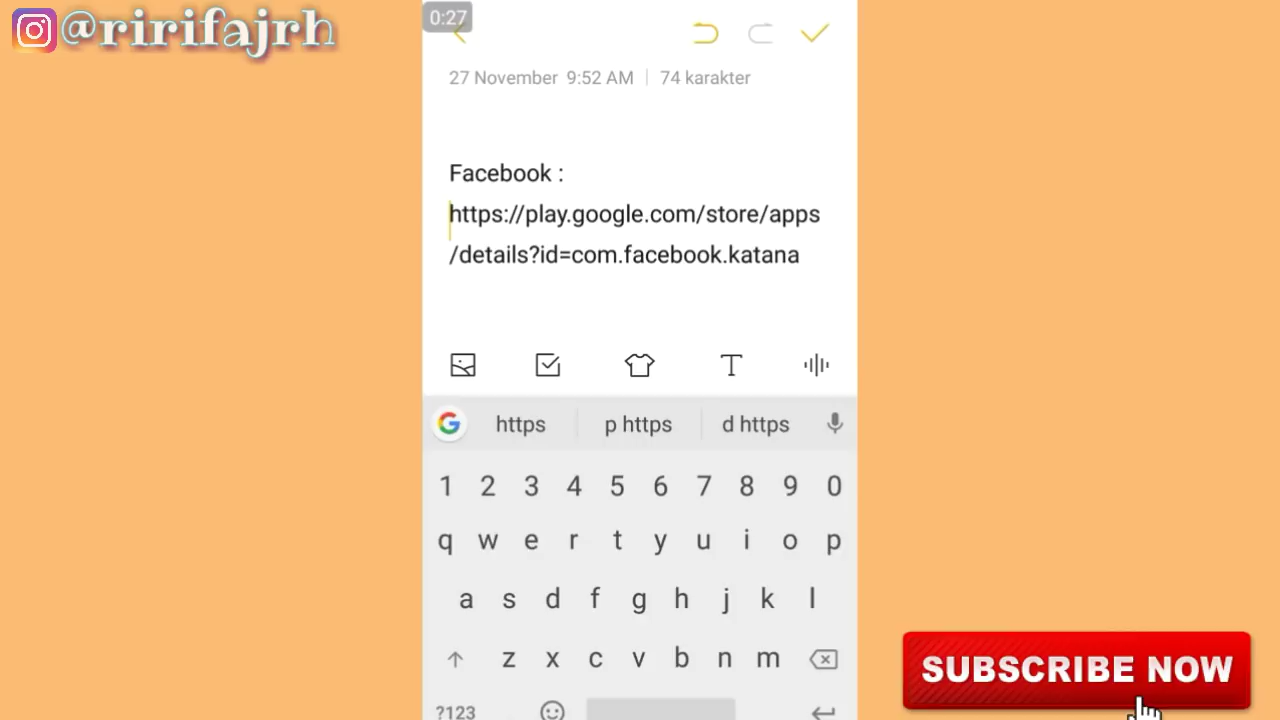 @ririfajrh
0:27
27 November 9:52 AM | 74 karakter
Facebook :
https://play.google.com/store/apps
/details?id=com.facebook.katana
T
G https p https d https
1 2 3 4 5 6 7 8 9 0
q w e r t y u i o p
a s d f g h j k l
z x c v b n m
?123
SUBSCRIBE NOW